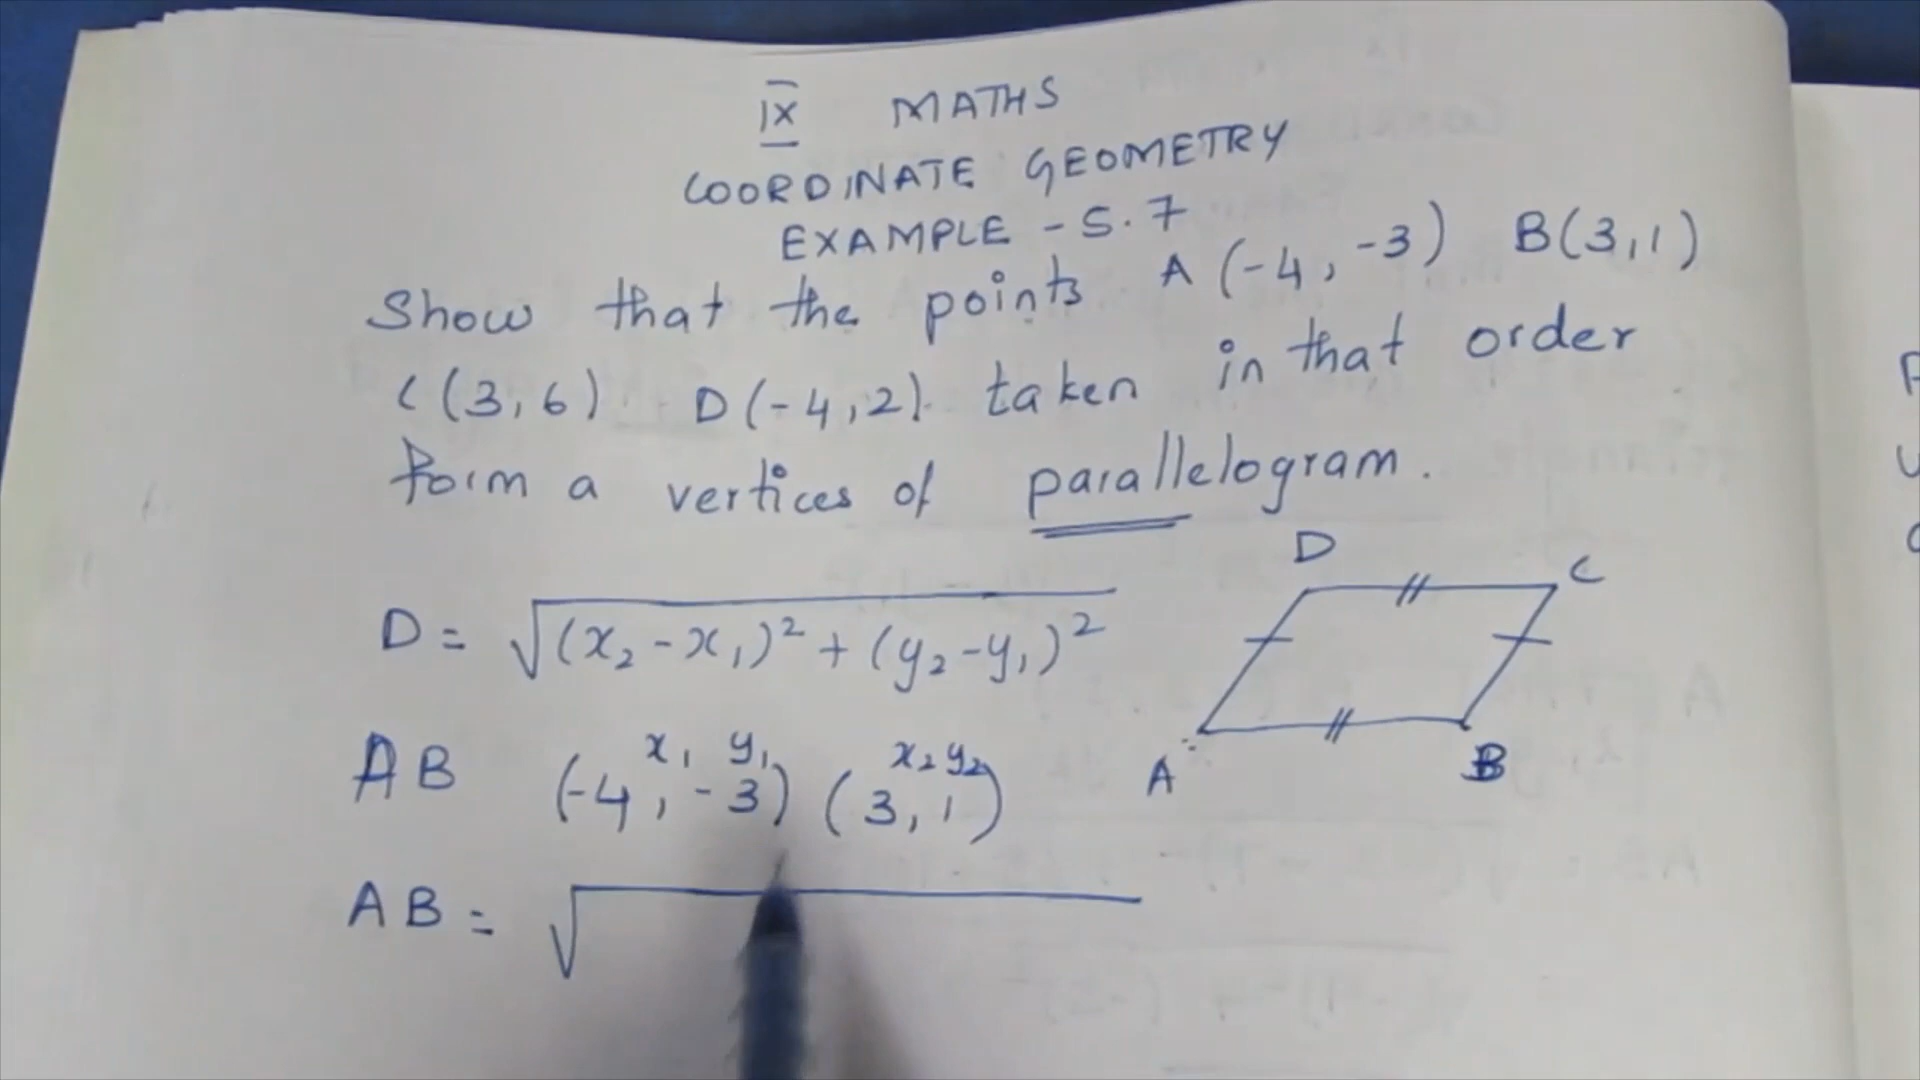 IX MATHS
COORDINATE GEOMETRY
EXAMPLE - 5.7
Show that the points A (-4, -3) B(3,1)
C(3,6) D(-4,2). taken in that order
form a vertices of parallelogram.
D = √(x₂-x₁)² + (y₂-y₁)²
D C
A B
x₁ y₁ x₂ y₂
AB (-4, -3) (3, 1)
AB = √